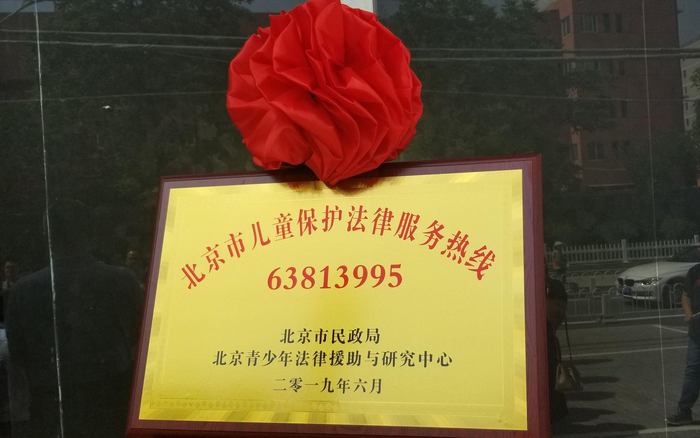 北京市儿童保护法律服务热线
63813995
北京市民政局
北京青少年法律援助与研究中心
二零一九年六月